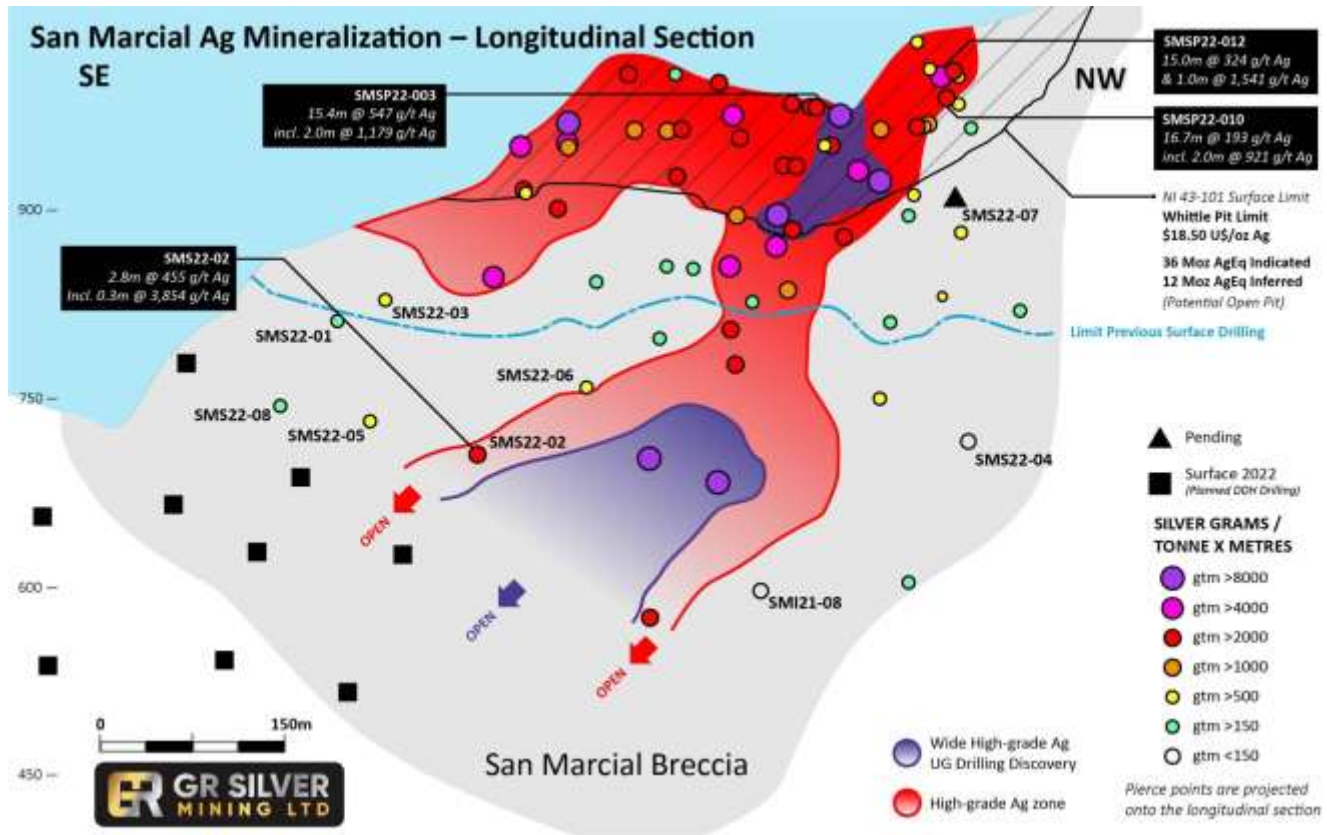 San Marcial Ag Mineralization – Longitudinal Section
SE
NW
SMSP22-012
15.0m @ 324 g/t Ag
& 1.0m @ 1,541 g/t Ag
SMSP22-003
15.4m @ 547 g/t Ag
incl. 2.0m @ 1,179 g/t Ag
SMSP22-010
16.7m @ 193 g/t Ag
incl. 2.0m @ 921 g/t Ag
NI 43-101 Surface Limit
Whittle Pit Limit
$18.50 U$/oz Ag
36 Moz AgEq Indicated
12 Moz AgEq Inferred
(Potential Open Pit)
900
SMS22-07
SMS22-02
2.8m @ 455 g/t Ag
Incl. 0.3m @ 3,854 g/t Ag
SMS22-03
SMS22-01
Limit Previous Surface Drilling
SMS22-06
750
SMS22-08
SMS22-05
SMS22-02
SMS22-04
OPEN
OPEN
OPEN
600
SMI21-08
450
Pending
Surface 2022
(Planned DDH Drilling)
SILVER GRAMS /
TONNE X METRES
gtm >8000
gtm >4000
gtm >2000
gtm >1000
gtm >500
gtm >150
gtm <150
Pierce points are projected
onto the longitudinal section
0 150m
GR SILVER
MINING LTD
San Marcial Breccia
Wide High-grade Ag
UG Drilling Discovery
High-grade Ag zone